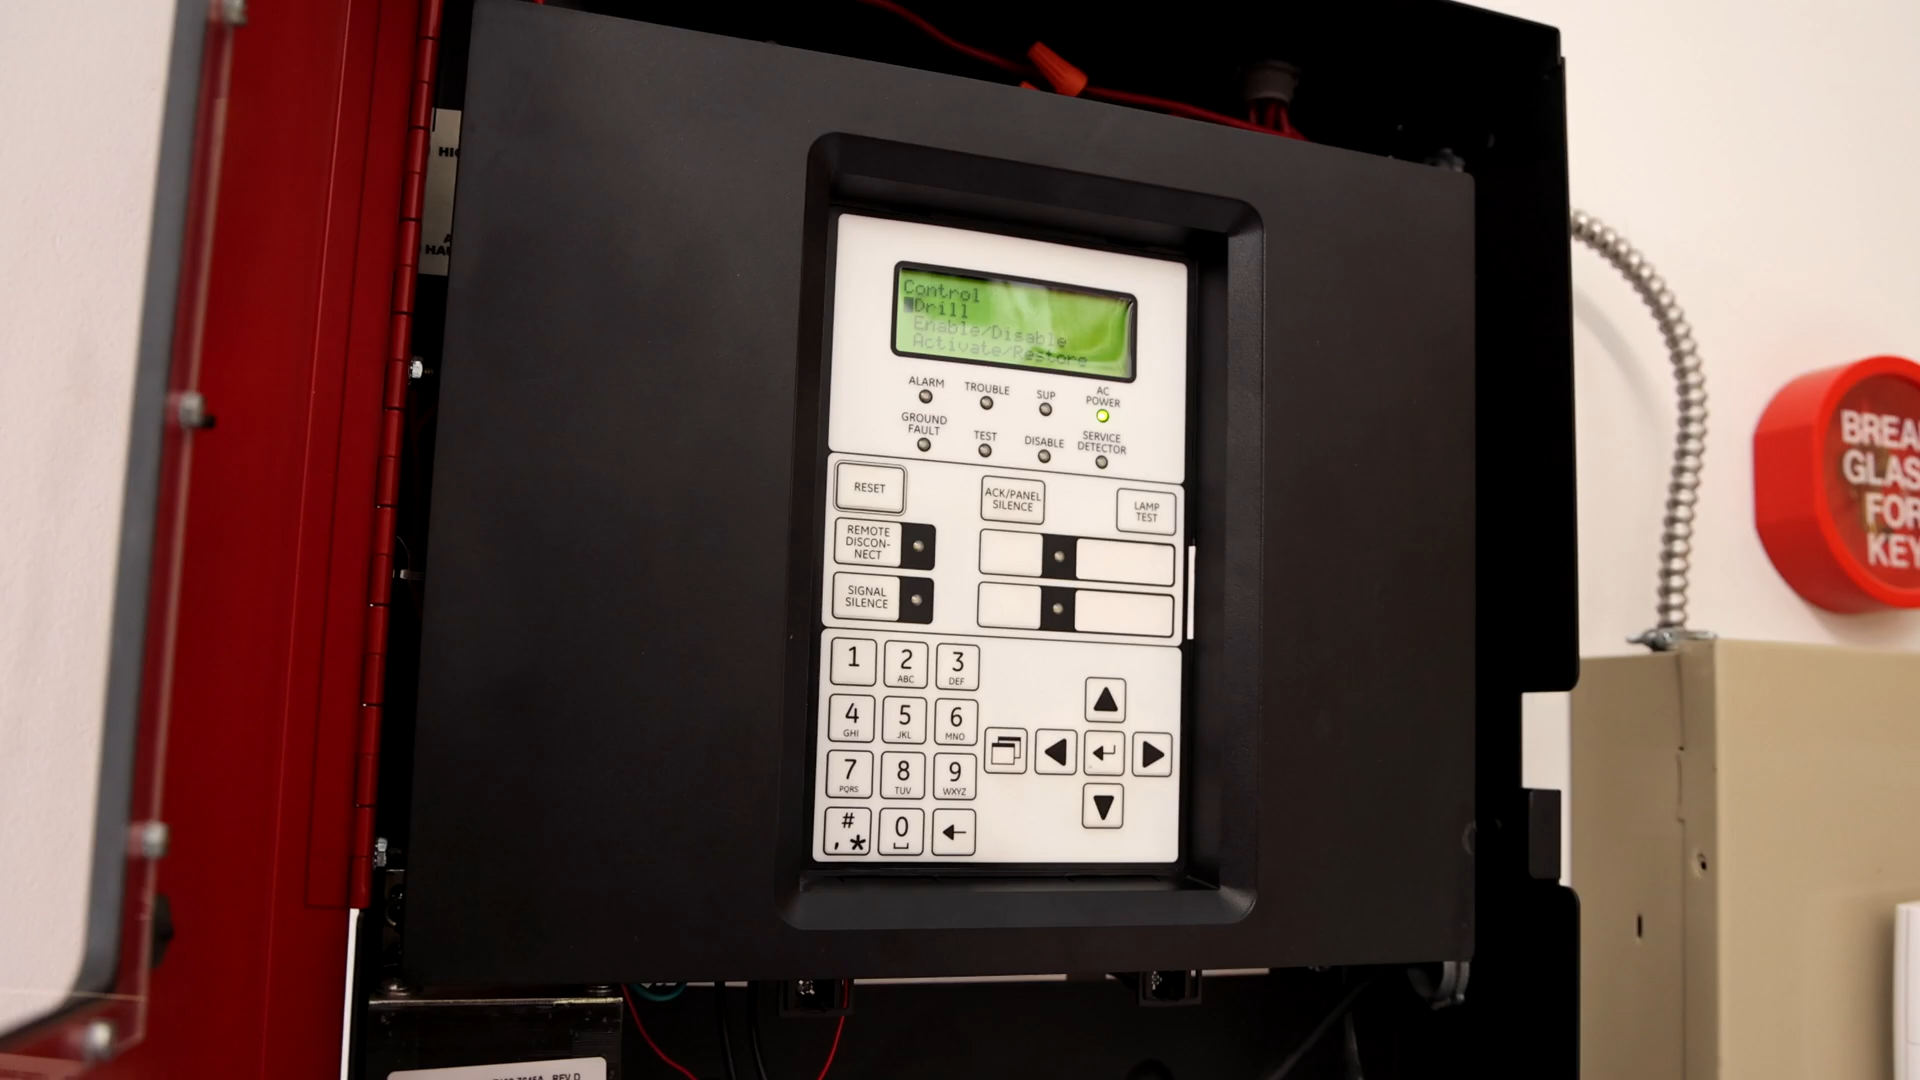 Control
Drill
Enable/Disable
Activate/Restore
ALARM
TROUBLE
SUP
AC
POWER
GROUND
FAULT
TEST
DISABLE
SERVICE
DETECTOR
RESET
ACK/PANEL
SILENCE
LAMP
TEST
REMOTE
DISCON-
NECT
SIGNAL
SILENCE
1
2
ABC
3
DEF
4
GHI
5
JKL
6
MNO
7
PQRS
8
TUV
9
WXYZ
#
, *
0
BREA
GLAS
FOR
KEY
REV D